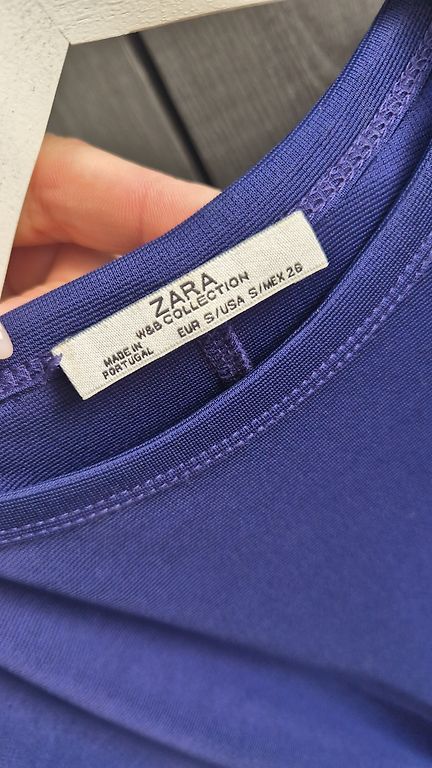 ZARA
W&B COLLECTION
MADE IN
PORTUGAL
EUR S/USA S/MEX 26